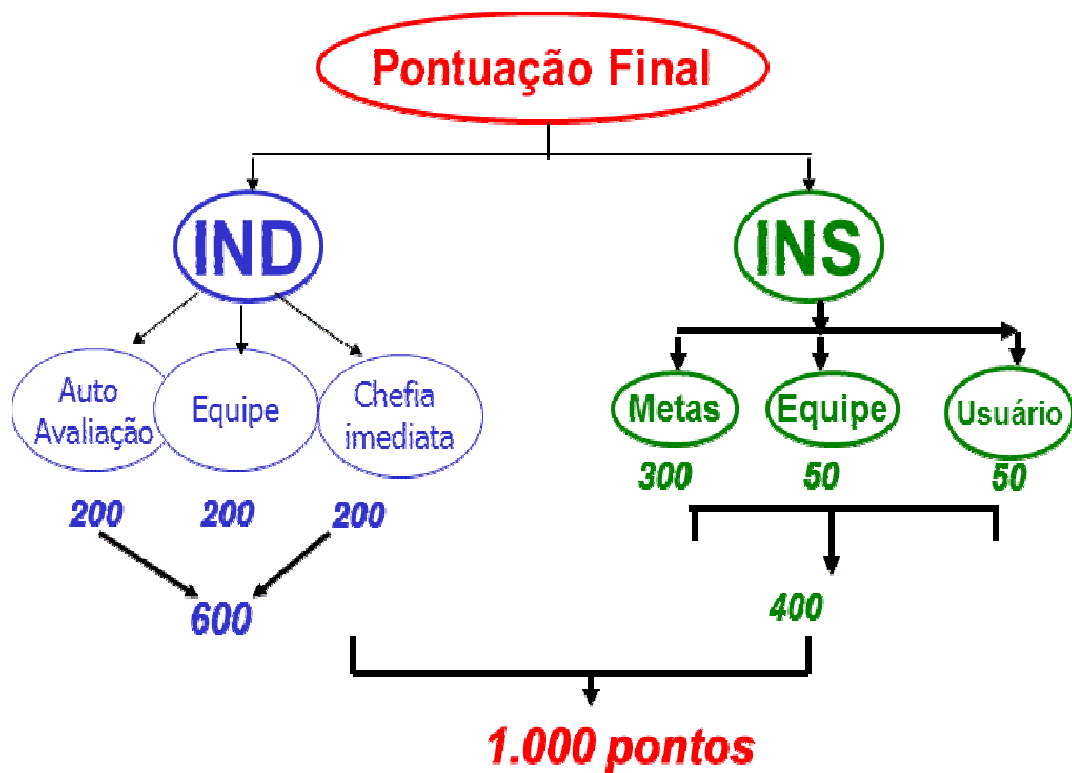 Pontuação Final
IND
INS
Auto
Avaliação
Equipe
Chefia
imediata
Metas
Equipe
Usuário
300
50
50
200
200
200
600
400
1.000 pontos